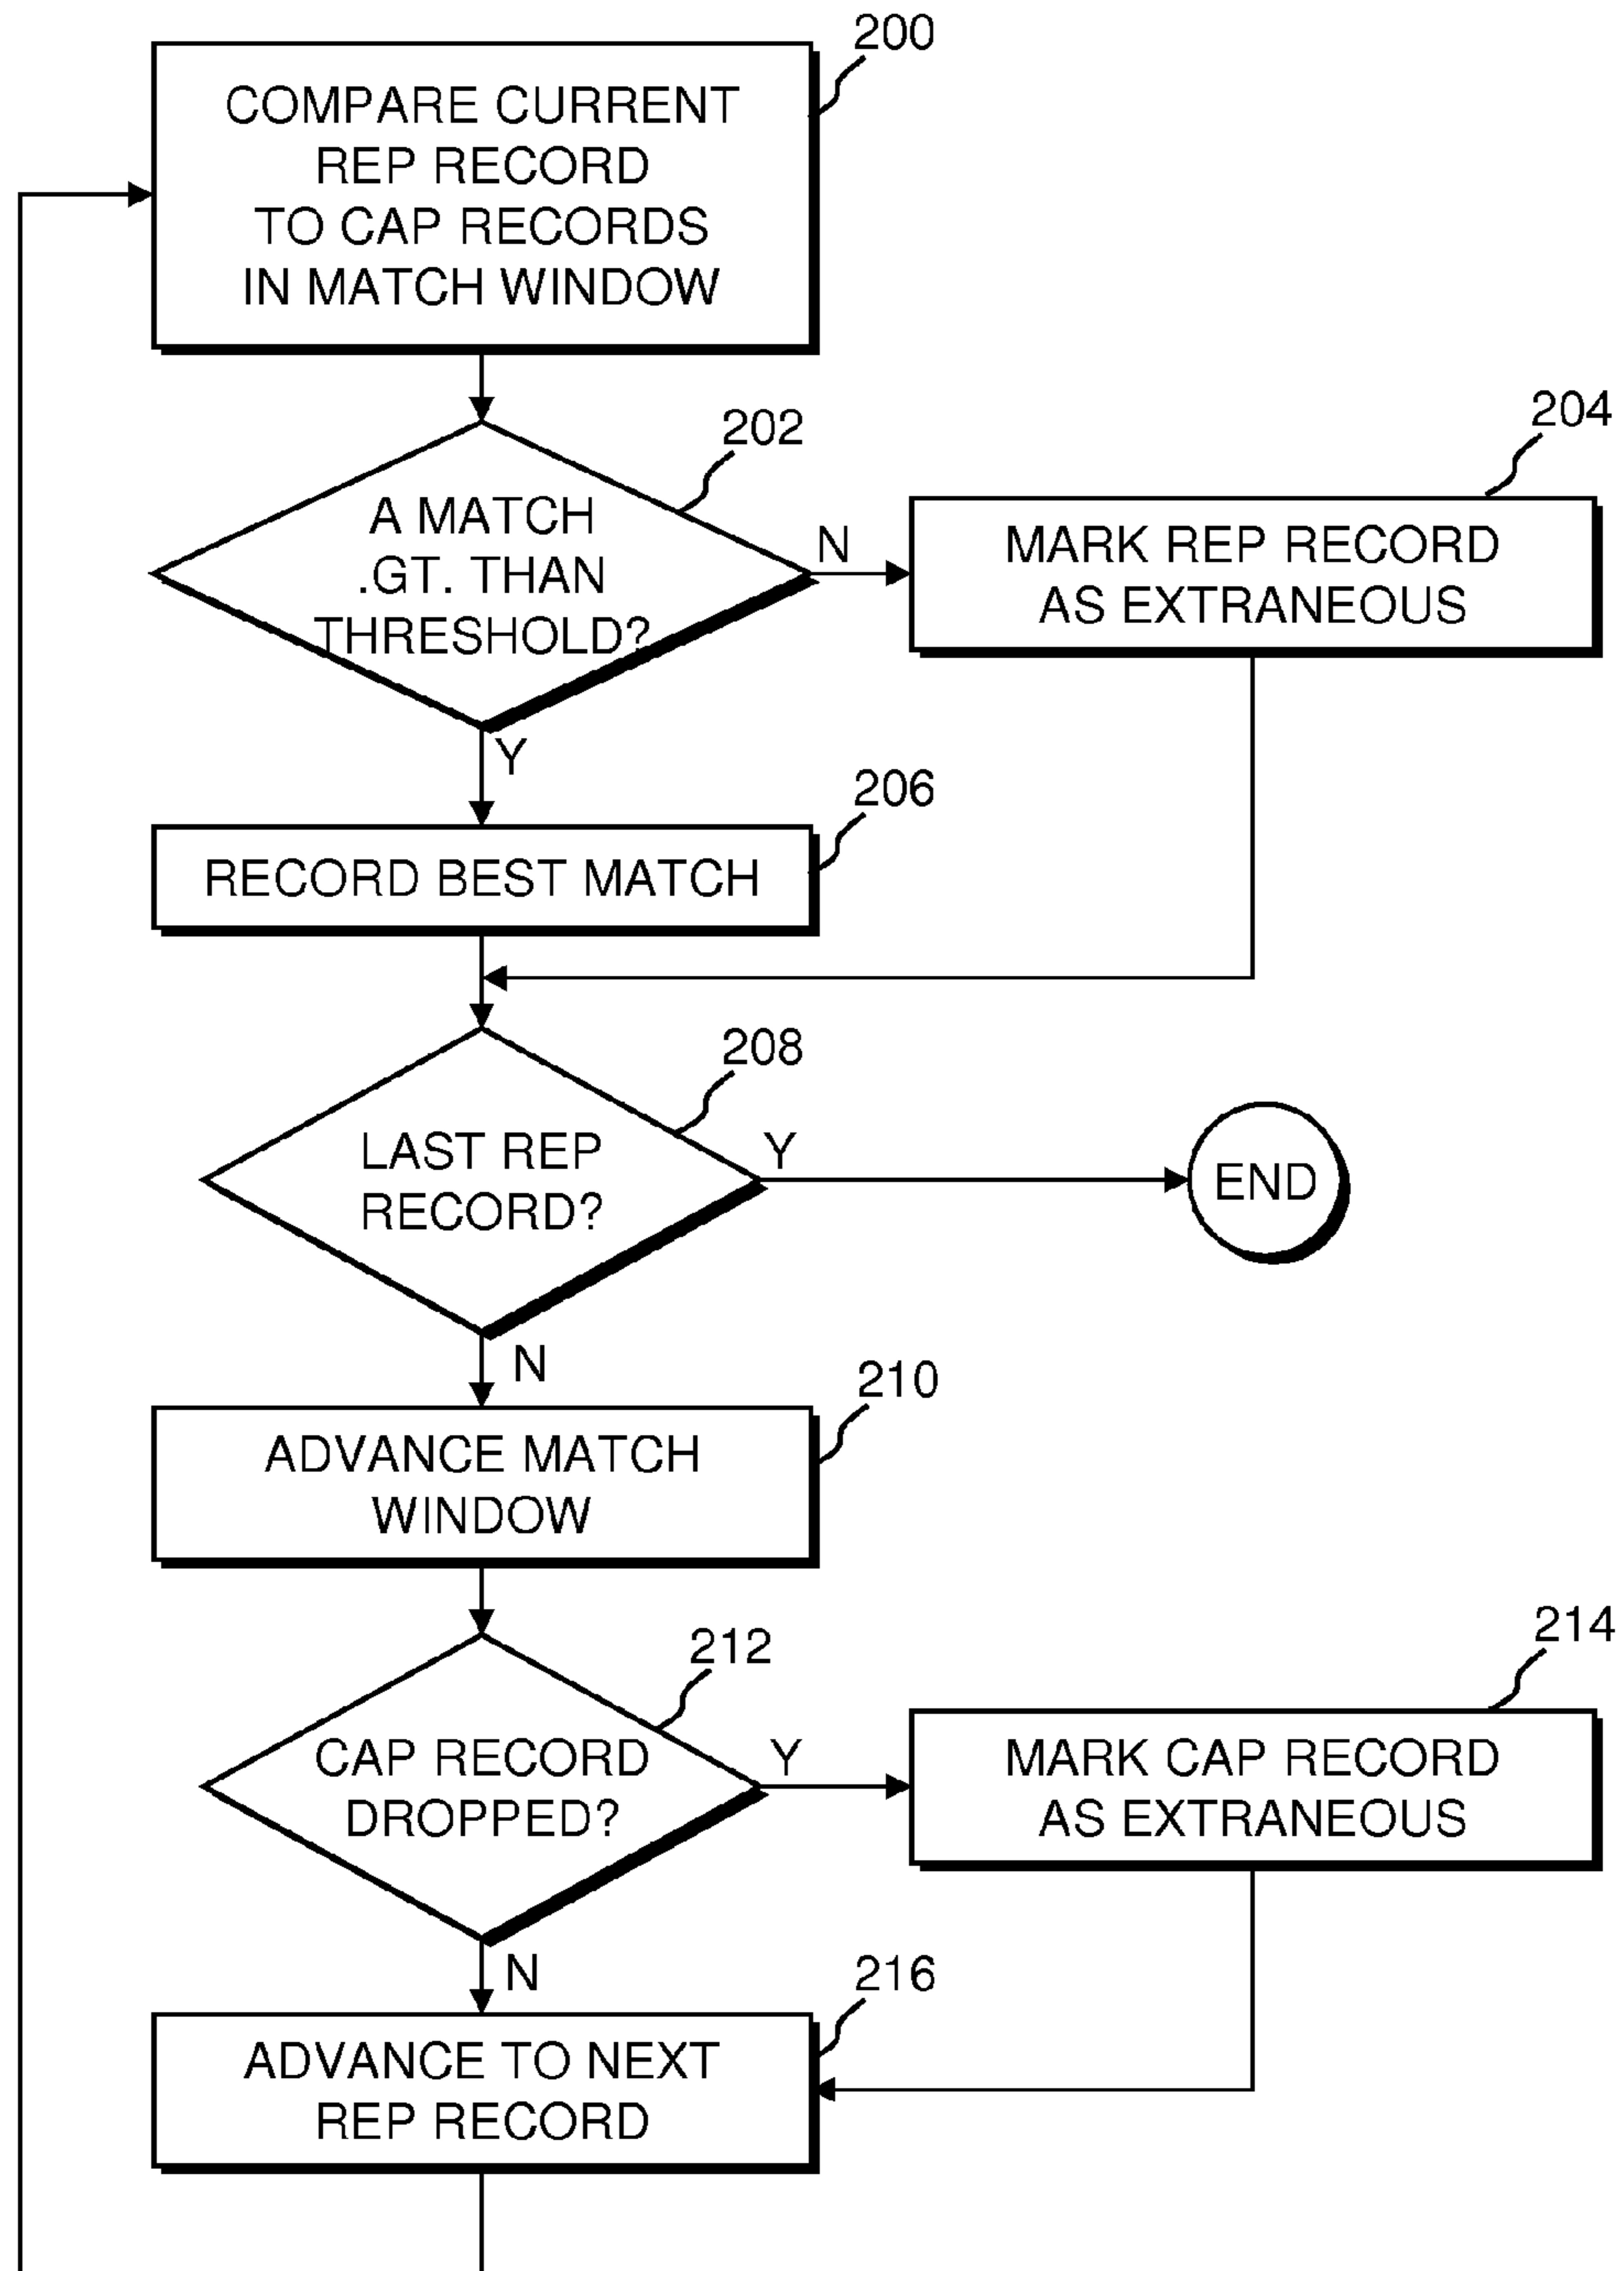 200
COMPARE CURRENT
REP RECORD
TO CAP RECORDS
IN MATCH WINDOW
202
A MATCH
.GT. THAN
THRESHOLD?
N
204
MARK REP RECORD
AS EXTRANEOUS
Y
206
RECORD BEST MATCH
208
LAST REP
RECORD?
Y
END
N
210
ADVANCE MATCH
WINDOW
212
CAP RECORD
DROPPED?
Y
214
MARK CAP RECORD
AS EXTRANEOUS
N
216
ADVANCE TO NEXT
REP RECORD